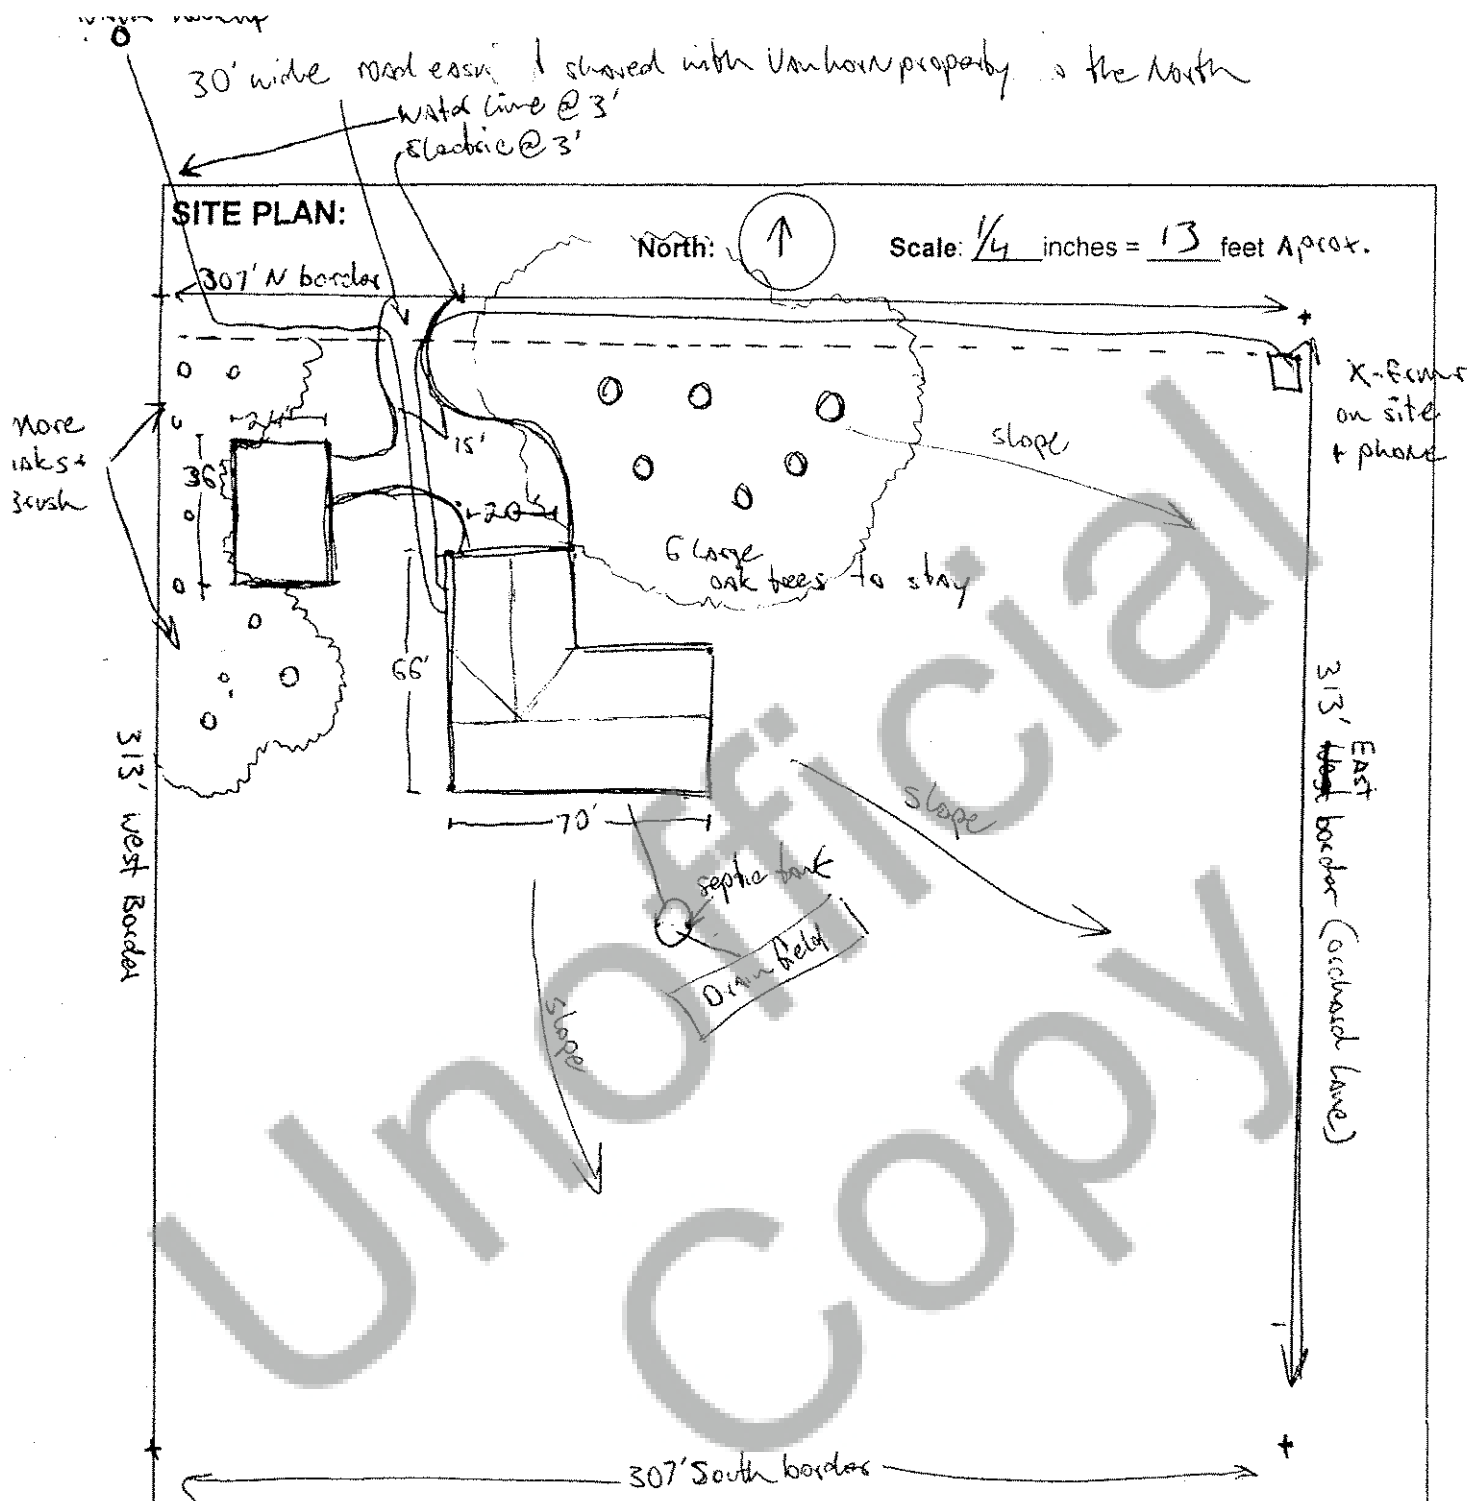 30' wide road shared with Vanhorn property the North
Water Line @ 3'
Electric @ 3'
SITE PLAN:
North:
Scale: 1/4 inches = 13 feet Aprox.
307' N border
X-Frmr
on site
+ phone
More
oaks +
Brush
24'
36'
15'
20
slope
6 Large
oak trees to stay
66'
70'
313' west Border
313' East border (orchard Lane)
slope
septic tank
Drain field
slope
307' South border
Unofficial
Copy